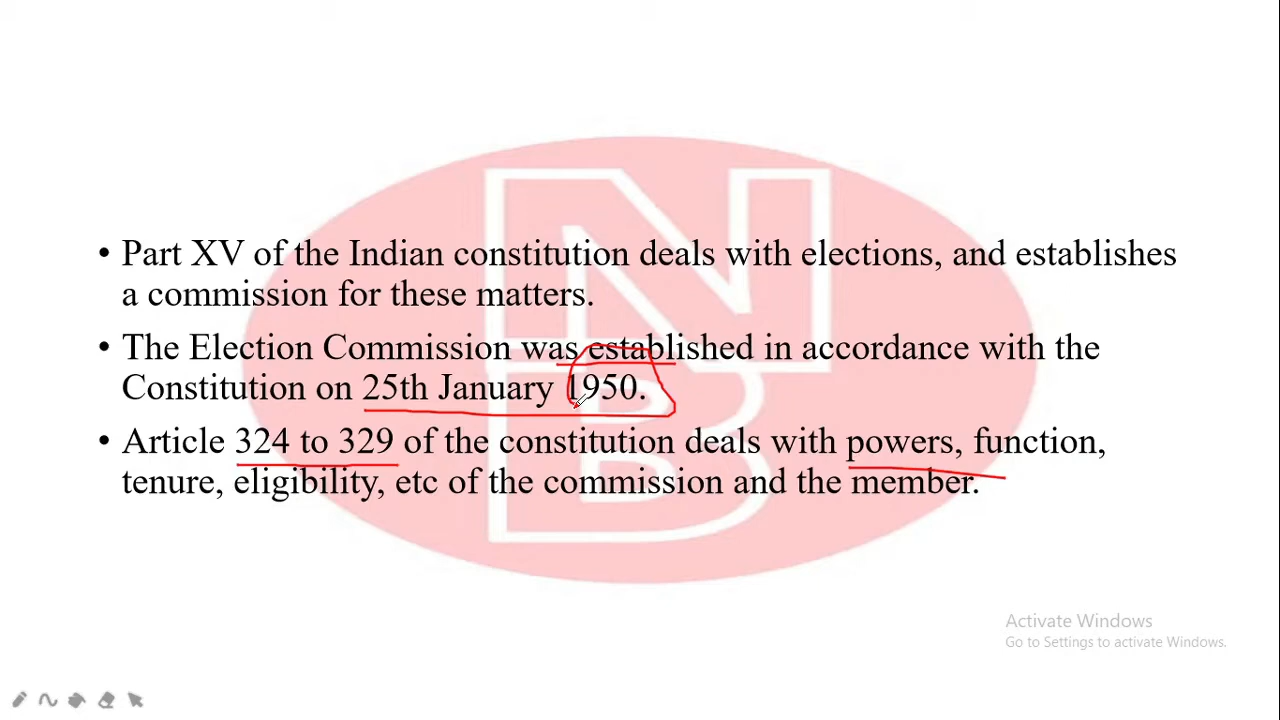 • Part XV of the Indian constitution deals with elections, and establishes
a commission for these matters.
• The Election Commission was established in accordance with the
Constitution on 25th January 1950.
• Article 324 to 329 of the constitution deals with powers, function,
tenure, eligibility, etc of the commission and the member.
NB
Activate Windows
Go to Settings to activate Windows.